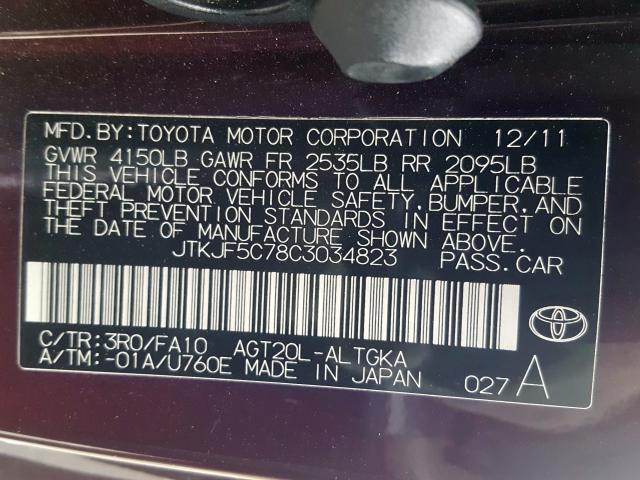 MFD.BY:TOYOTA MOTOR CORPORATION 12/11
GVWR 4150LB GAWR FR 2535LB RR 2095LB
THIS VEHICLE CONFORMS TO ALL APPLICABLE
FEDERAL MOTOR VEHICLE SAFETY,BUMPER,AND
THEFT PREVENTION STANDARDS IN EFFECT ON
THE DATE OF MANUFACTURE SHOWN ABOVE.
JTKJF5C78C3034823 PASS.CAR
C/TR:3R0/FA10 AGT20L-ALTGKA
A/TM:-01A/U760E MADE IN JAPAN 027 A